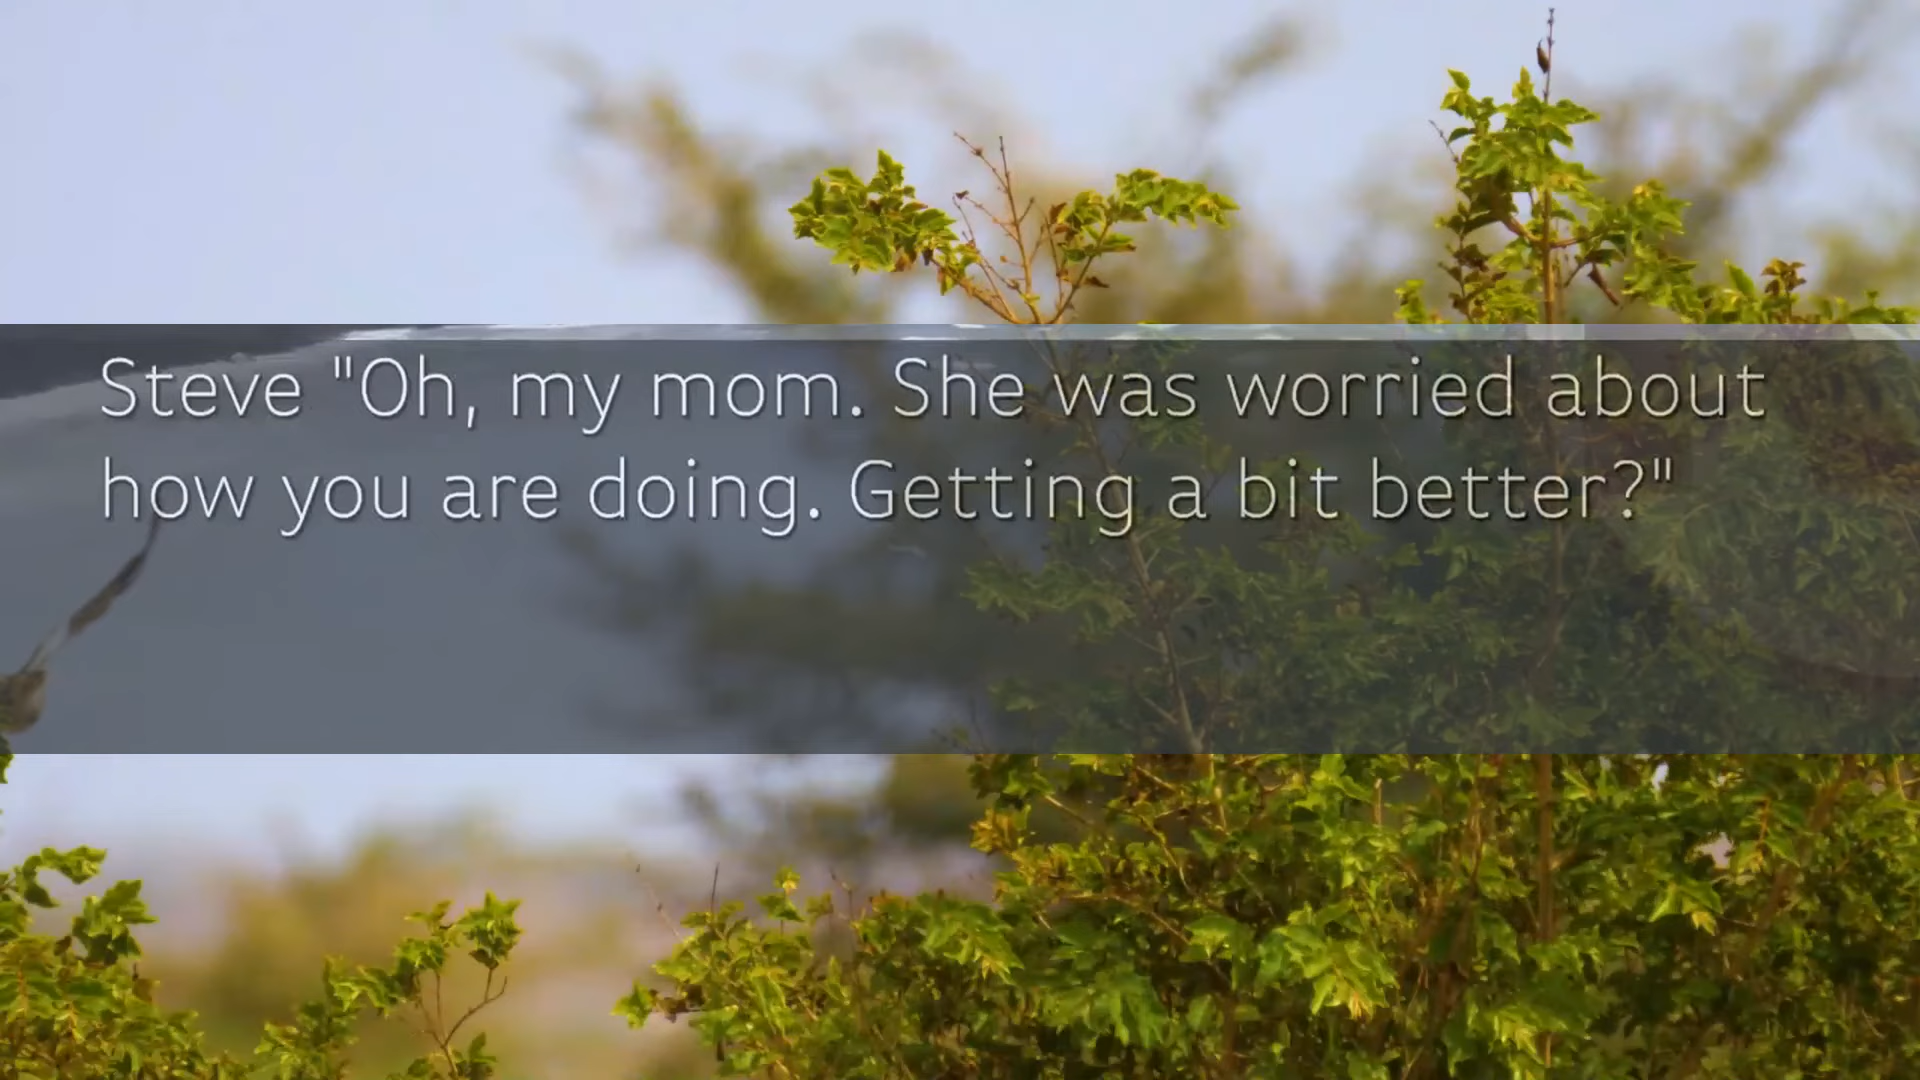 Steve "Oh, my mom. She was worried about
how you are doing. Getting a bit better?"